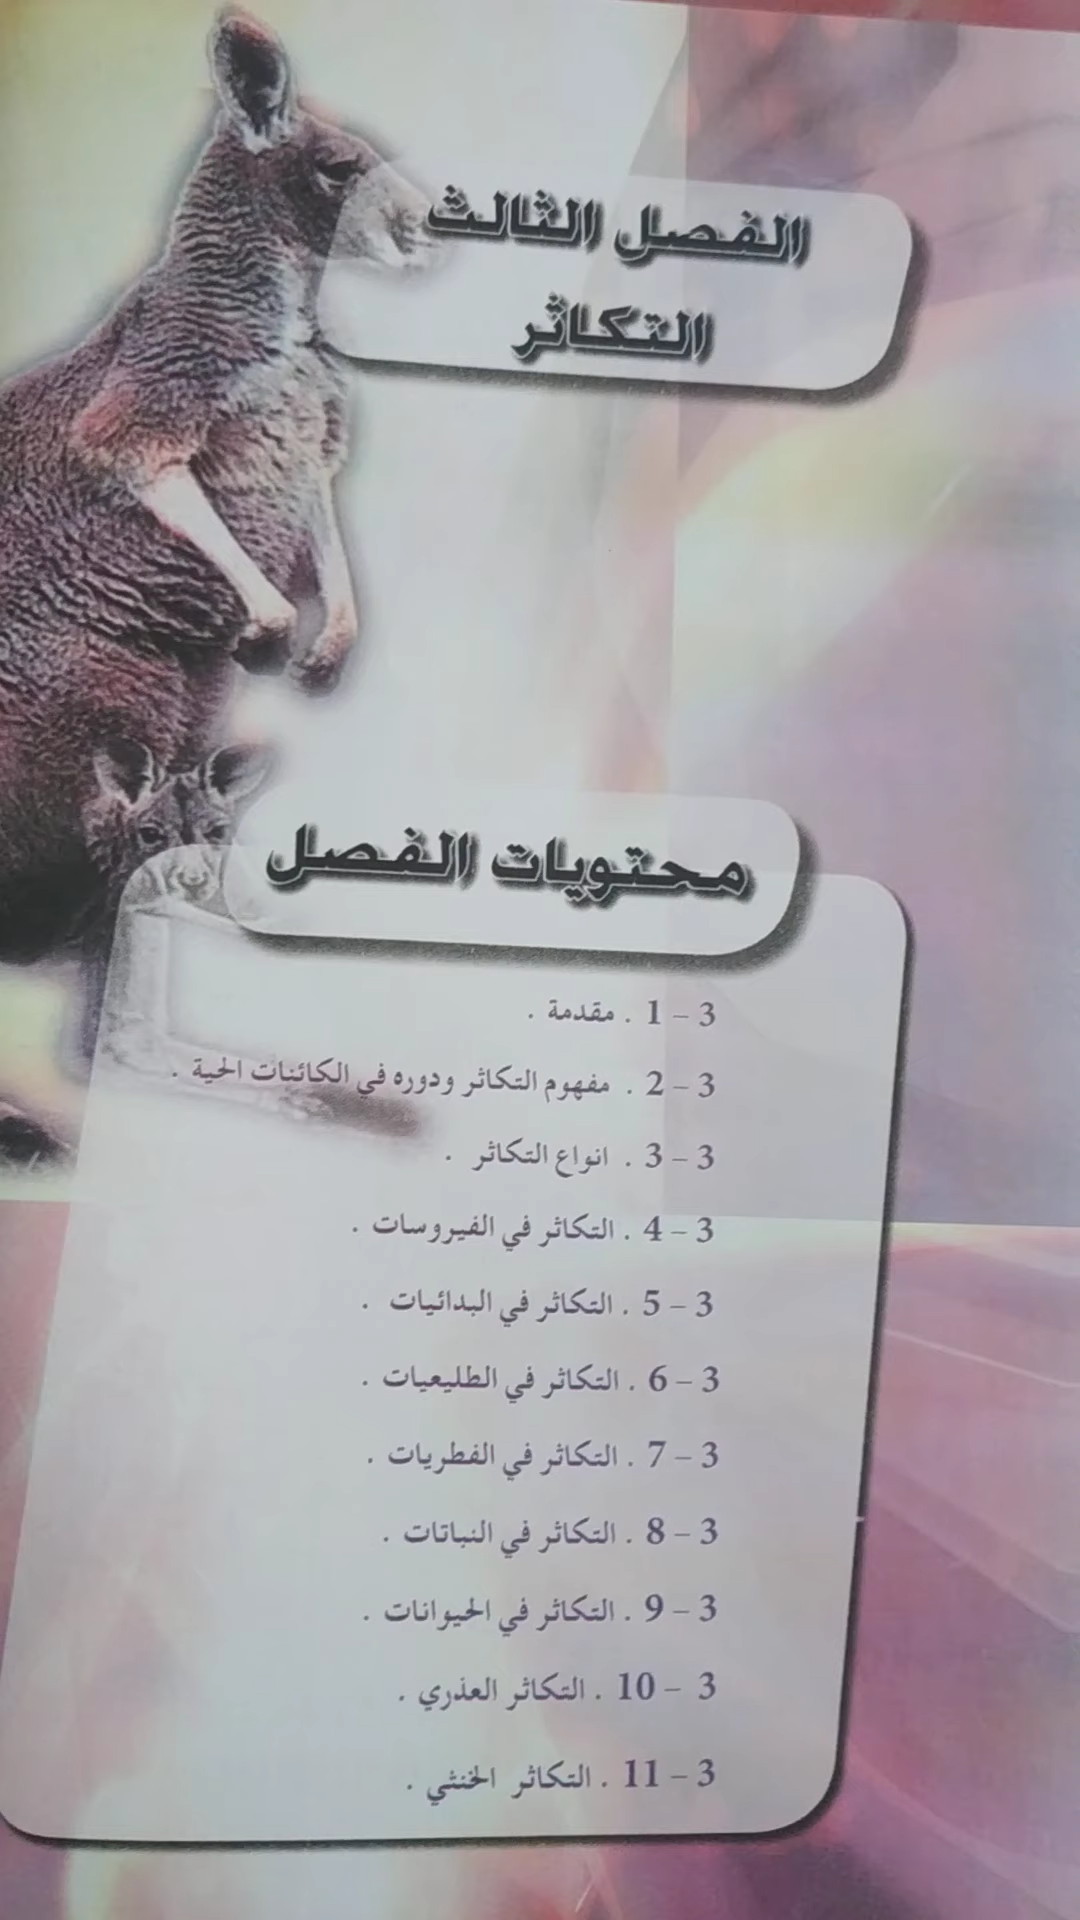 الفصل الثالث
التكاثر
محتويات الفصل
3 – 1 . مقدمة .
3 – 2 . مفهوم التكاثر ودوره في الكائنات الحية .
3 – 3 . انواع التكاثر .
3 – 4 . التكاثر في الفيروسات .
3 – 5 . التكاثر في البدائيات .
3 – 6 . التكاثر في الطليعيات .
3 – 7 . التكاثر في الفطريات .
3 – 8 . التكاثر في النباتات .
3 – 9 . التكاثر في الحيوانات .
3 – 10 . التكاثر العذري .
3 – 11 . التكاثر الخنثي .